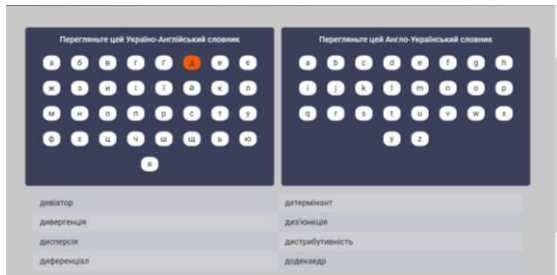 Перегляньте цей Україно-Англійський словник
а б в г ґ д е є
ж з и і ї й к л
м н о п р с т у
ф х ц ч ш щ ь ю
я
Перегляньте цей Англо-Український словник
a b c d e f g h
i j k l m n o p
q r s t u v w x
y z
девіатор
дивергенція
дисперсія
диференціал
детермінант
диз'юнкція
дистрибутивність
додекаедр